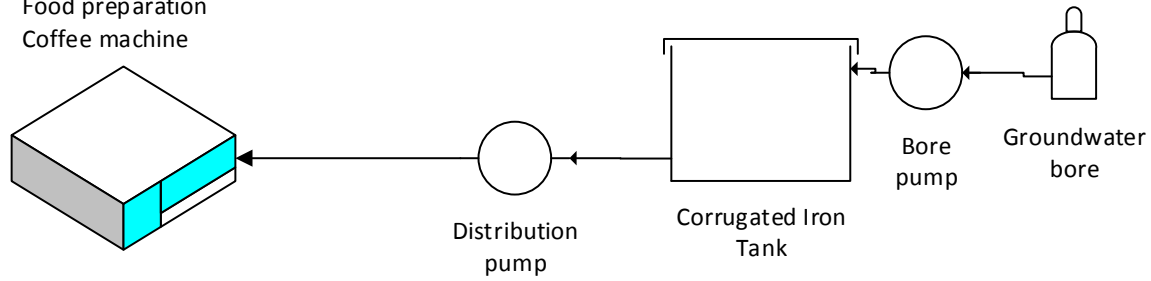 Food preparation
Coffee machine
Distribution
pump
Corrugated Iron
Tank
Bore
pump
Groundwater
bore